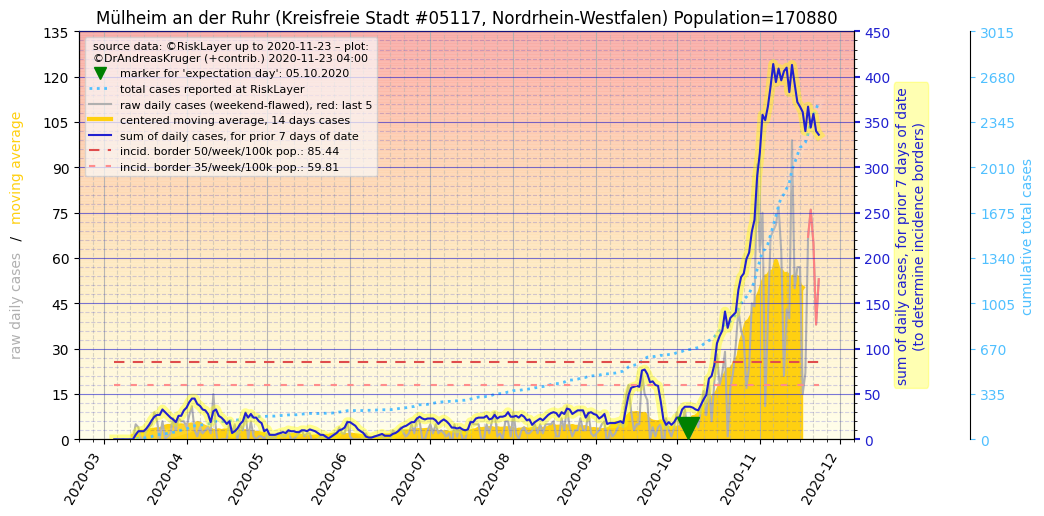 Mülheim an der Ruhr (Kreisfreie Stadt #05117, Nordrhein-Westfalen) Population=170880
source data: ©RiskLayer up to 2020-11-23 – plot:
©DrAndreasKruger (+contrib.) 2020-11-23 04:00
marker for 'expectation day': 05.10.2020
total cases reported at RiskLayer
raw daily cases (weekend-flawed), red: last 5
centered moving average, 14 days cases
sum of daily cases, for prior 7 days of date
incid. border 50/week/100k pop.: 85.44
incid. border 35/week/100k pop.: 59.81
raw daily cases / moving average
135
120
105
90
75
60
45
30
15
0
450
400
350
300
250
200
150
100
50
0
sum of daily cases, for prior 7 days of date
(to determine incidence borders)
3015
2680
2345
2010
1675
1340
1005
670
335
0
cumulative total cases
2020-03
2020-04
2020-05
2020-06
2020-07
2020-08
2020-09
2020-10
2020-11
2020-12